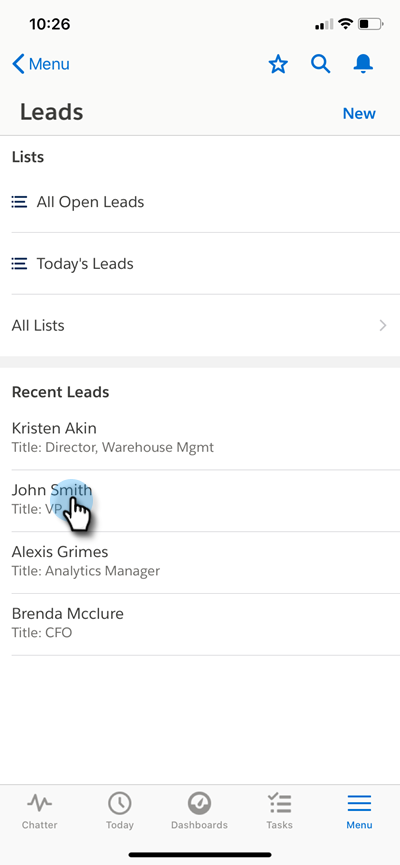 10:26
Menu
Leads
New
Lists
All Open Leads
Today's Leads
All Lists
Recent Leads
Kristen Akin
Title: Director, Warehouse Mgmt
John Smith
Title: VP
Alexis Grimes
Title: Analytics Manager
Brenda Mcclure
Title: CFO
Chatter
Today
Dashboards
Tasks
Menu